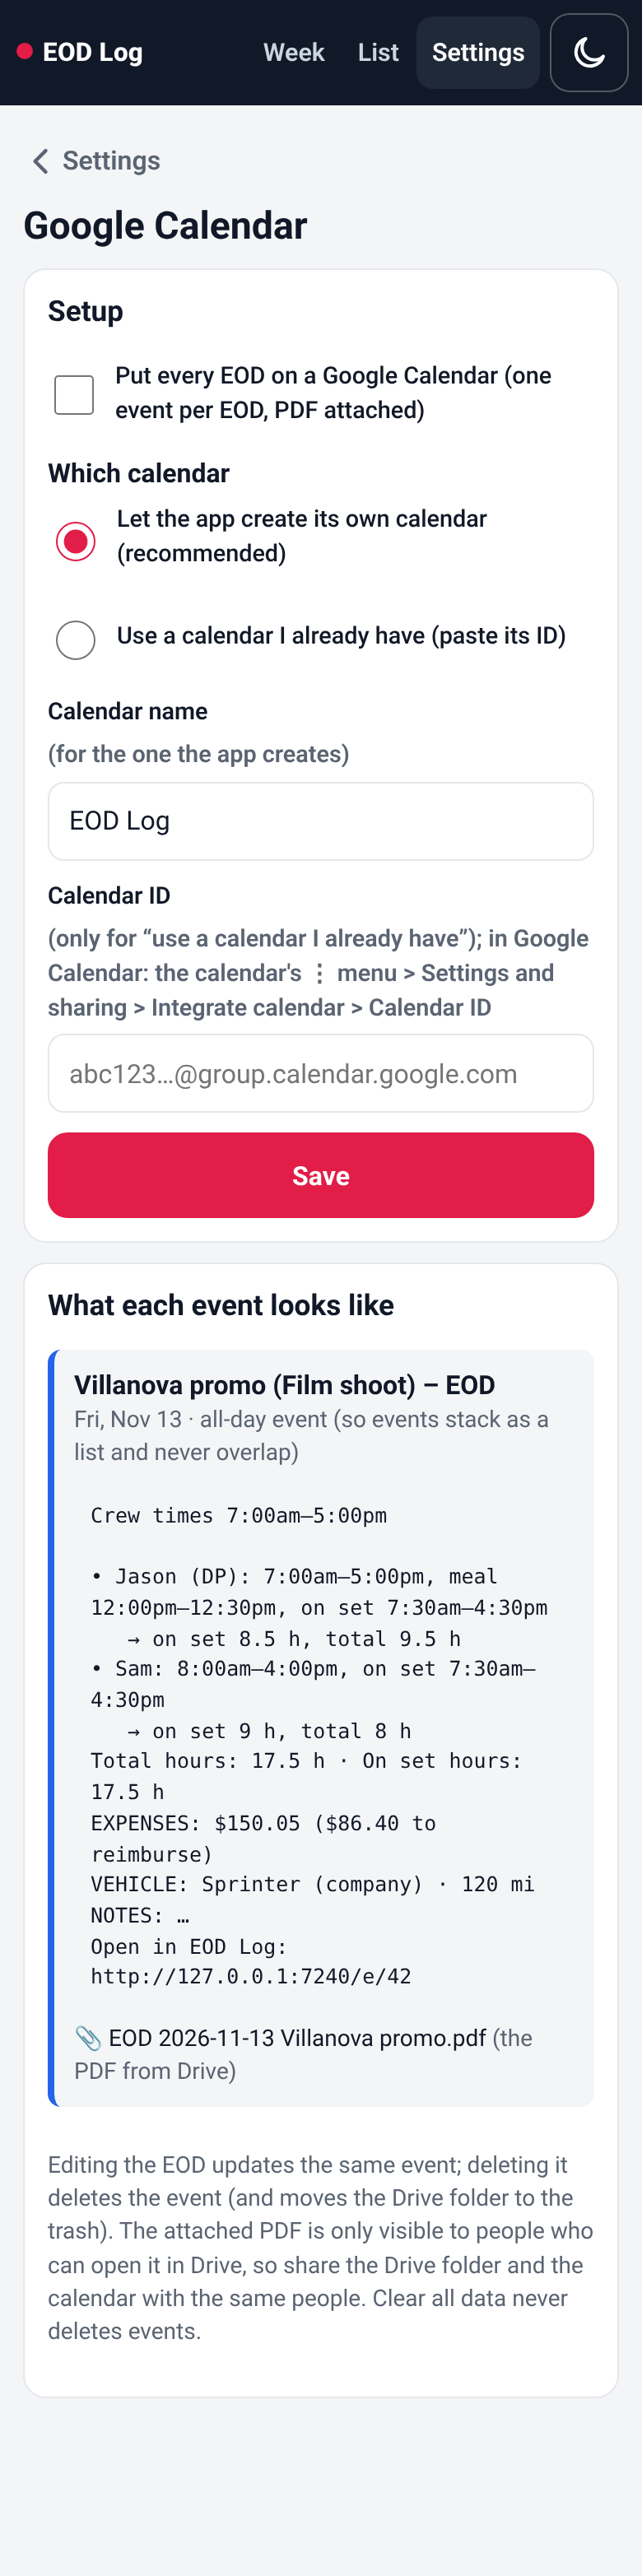 EOD Log
Week
List
Settings
Settings
Google Calendar
Setup
Put every EOD on a Google Calendar (one
event per EOD, PDF attached)
Which calendar
Let the app create its own calendar
(recommended)
Use a calendar I already have (paste its ID)
Calendar name
(for the one the app creates)
EOD Log
Calendar ID
(only for “use a calendar I already have”); in Google
Calendar: the calendar's ⋮ menu > Settings and
sharing > Integrate calendar > Calendar ID
abc123…@group.calendar.google.com
Save
What each event looks like
Villanova promo (Film shoot) – EOD
Fri, Nov 13 · all-day event (so events stack as a
list and never overlap)
Crew times 7:00am–5:00pm
• Jason (DP): 7:00am–5:00pm, meal
12:00pm–12:30pm, on set 7:30am–4:30pm
→ on set 8.5 h, total 9.5 h
• Sam: 8:00am–4:00pm, on set 7:30am–
4:30pm
→ on set 9 h, total 8 h
Total hours: 17.5 h · On set hours:
17.5 h
EXPENSES: $150.05 ($86.40 to
reimburse)
VEHICLE: Sprinter (company) · 120 mi
NOTES: …
Open in EOD Log:
http://127.0.0.1:7240/e/42
📎 EOD 2026-11-13 Villanova promo.pdf (the
PDF from Drive)
Editing the EOD updates the same event; deleting it
deletes the event (and moves the Drive folder to the
trash). The attached PDF is only visible to people who
can open it in Drive, so share the Drive folder and the
calendar with the same people. Clear all data never
deletes events.